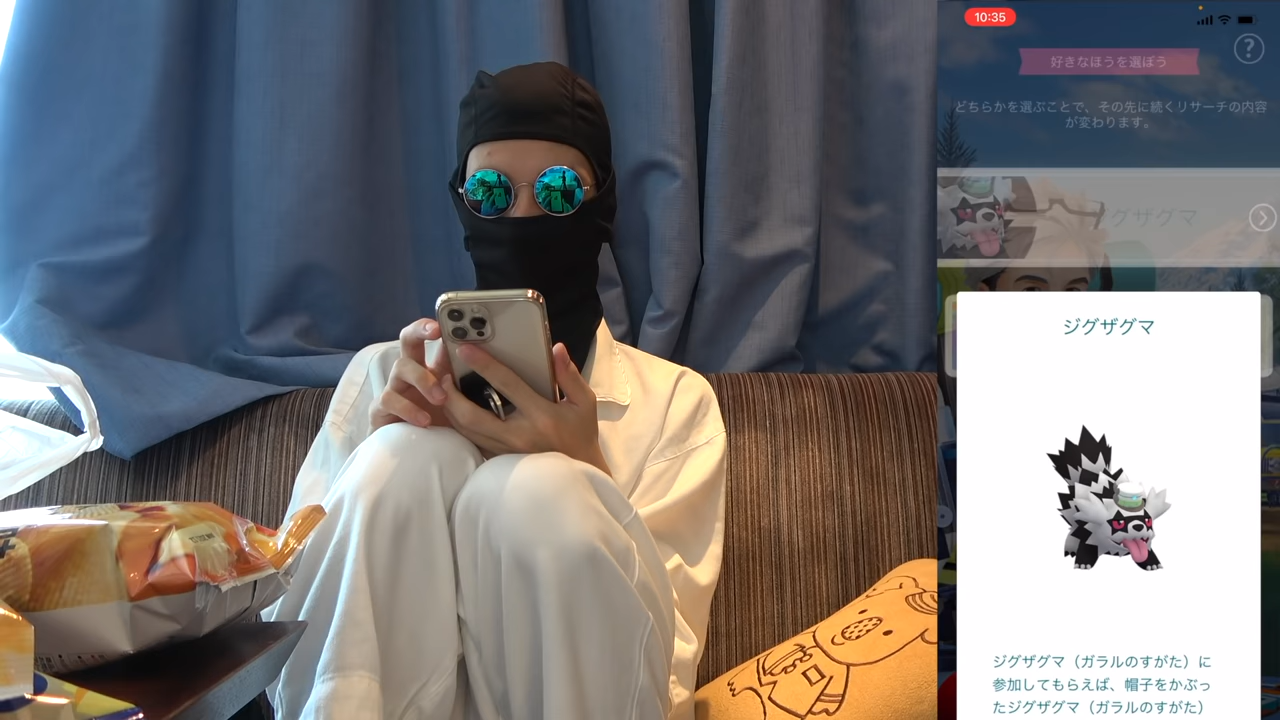 10:35
好きなほうを選ぼう
どちらかを選ぶことで、その先に続くリサーチの内容
が変わります。
グザグマ
ジグザグマ
ジグザグマ（ガラルのすがた）に
参加してもらえば、帽子をかぶっ
たジグザグマ（ガラルのすがた）